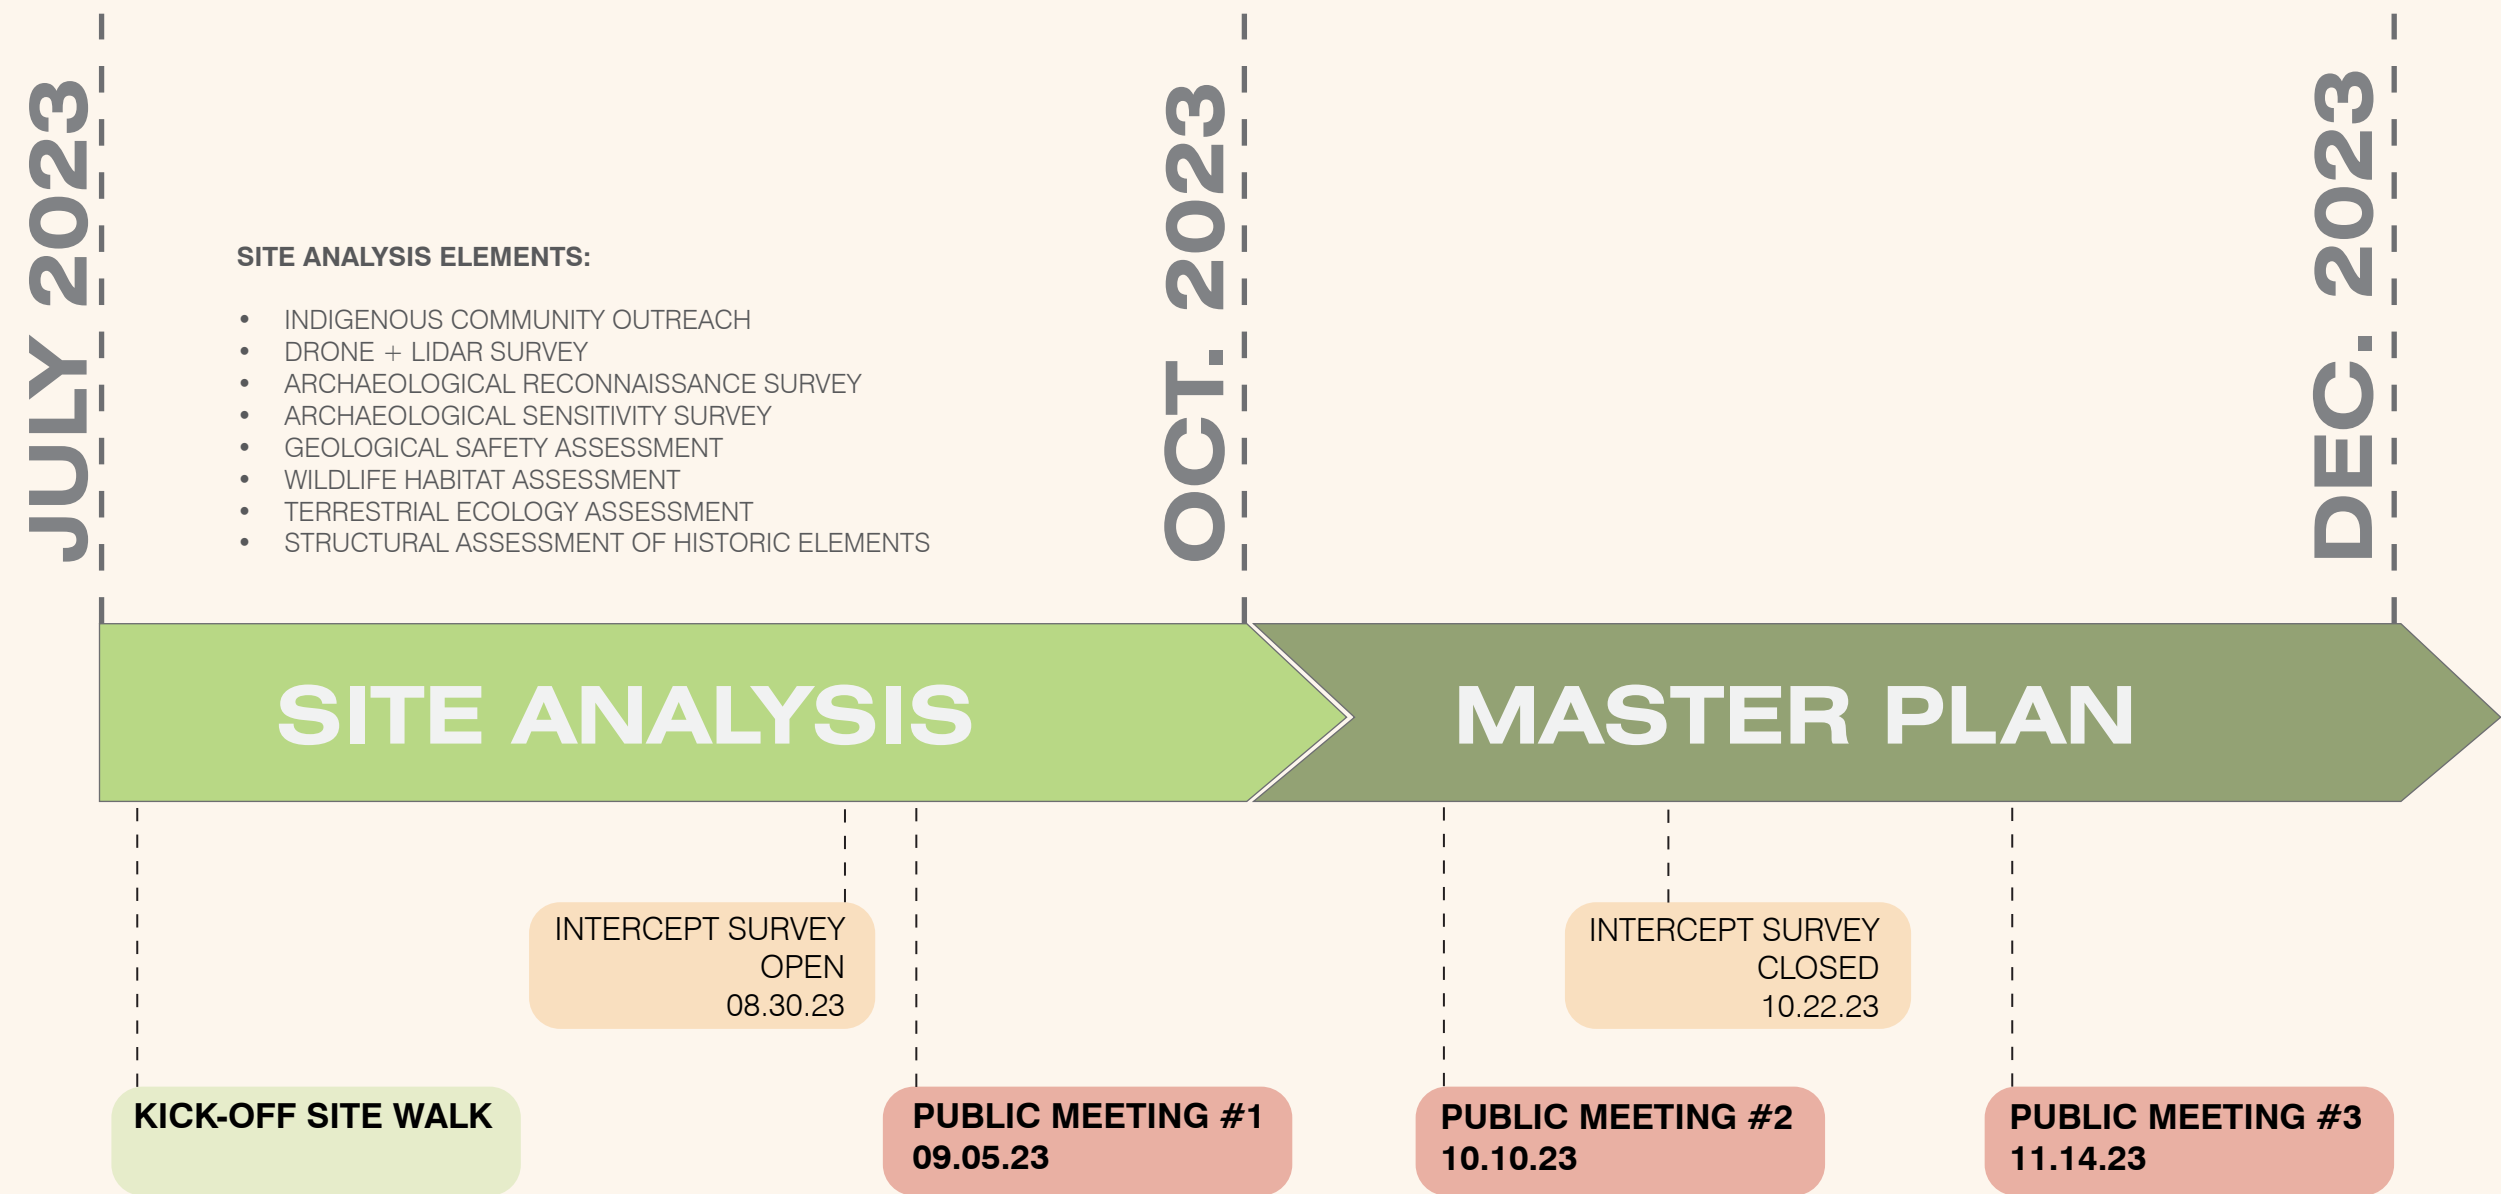 JULY 2023
OCT. 2023
DEC. 2023
SITE ANALYSIS ELEMENTS:
• INDIGENOUS COMMUNITY OUTREACH
• DRONE + LIDAR SURVEY
• ARCHAEOLOGICAL RECONNAISSANCE SURVEY
• ARCHAEOLOGICAL SENSITIVITY SURVEY
• GEOLOGICAL SAFETY ASSESSMENT
• WILDLIFE HABITAT ASSESSMENT
• TERRESTRIAL ECOLOGY ASSESSMENT
• STRUCTURAL ASSESSMENT OF HISTORIC ELEMENTS
SITE ANALYSIS
MASTER PLAN
INTERCEPT SURVEY
OPEN
08.30.23
INTERCEPT SURVEY
CLOSED
10.22.23
KICK-OFF SITE WALK
PUBLIC MEETING #1
09.05.23
PUBLIC MEETING #2
10.10.23
PUBLIC MEETING #3
11.14.23